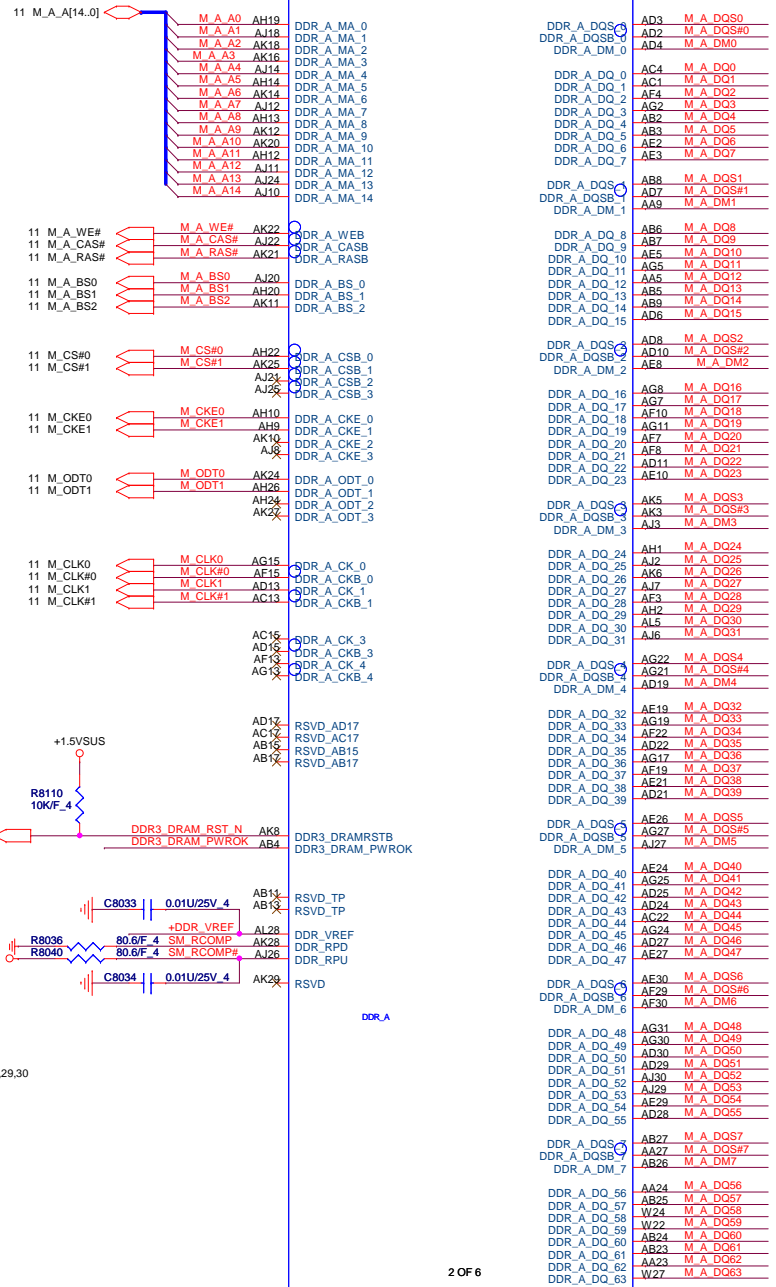 11 M_A_A[14..0]
M_A_A0 AH19 DDR_A_MA_0
M_A_A1 AJ18 DDR_A_MA_1
M_A_A2 AK18 DDR_A_MA_2
M_A_A3 AK16 DDR_A_MA_3
M_A_A4 AJ14 DDR_A_MA_4
M_A_A5 AH14 DDR_A_MA_5
M_A_A6 AK14 DDR_A_MA_6
M_A_A7 AJ12 DDR_A_MA_7
M_A_A8 AH13 DDR_A_MA_8
M_A_A9 AK12 DDR_A_MA_9
M_A_A10 AK20 DDR_A_MA_10
M_A_A11 AH12 DDR_A_MA_11
M_A_A12 AJ11 DDR_A_MA_12
M_A_A13 AJ24 DDR_A_MA_13
M_A_A14 AJ10 DDR_A_MA_14
11 M_A_WE# M_A_WE# AK22 DDR_A_WEB
11 M_A_CAS# M_A_CAS# AJ22 DDR_A_CASB
11 M_A_RAS# M_A_RAS# AK21 DDR_A_RASB
11 M_A_BS0 M_A_BS0 AJ20 DDR_A_BS_0
11 M_A_BS1 M_A_BS1 AH20 DDR_A_BS_1
11 M_A_BS2 M_A_BS2 AK11 DDR_A_BS_2
11 M_CS#0 M_CS#0 AH22 DDR_A_CSB_0
11 M_CS#1 M_CS#1 AK25 DDR_A_CSB_1
AJ21 DDR_A_CSB_2
AJ25 DDR_A_CSB_3
11 M_CKE0 M_CKE0 AH10 DDR_A_CKE_0
11 M_CKE1 M_CKE1 AH9 DDR_A_CKE_1
AK10 DDR_A_CKE_2
AJ8 DDR_A_CKE_3
11 M_ODT0 M_ODT0 AK24 DDR_A_ODT_0
11 M_ODT1 M_ODT1 AH26 DDR_A_ODT_1
AH24 DDR_A_ODT_2
AK27 DDR_A_ODT_3
11 M_CLK0 M_CLK0 AG15 DDR_A_CK_0
11 M_CLK#0 M_CLK#0 AF15 DDR_A_CKB_0
11 M_CLK1 M_CLK1 AD13 DDR_A_CK_1
11 M_CLK#1 M_CLK#1 AC13 DDR_A_CKB_1
AC15 DDR_A_CK_3
AD15 DDR_A_CKB_3
AF13 DDR_A_CK_4
AG13 DDR_A_CKB_4
AD17 RSVD_AD17
AC17 RSVD_AC17
AB15 RSVD_AB15
AB17 RSVD_AB17
+1.5VSUS
R8110
10K/F_4
DDR3_DRAM_RST_N AK8 DDR3_DRAMRSTB
DDR3_DRAM_PWROK AB4 DDR3_DRAM_PWROK
AB11 RSVD_TP
AB13 RSVD_TP
C8033 0.01U/25V_4
+DDR_VREF AL28 DDR_VREF
R8036 80.6/F_4 SM_RCOMP AK28 DDR_RPD
R8040 80.6/F_4 SM_RCOMP# AJ26 DDR_RPU
C8034 0.01U/25V_4
AK29 RSVD
DDR_A
,29,30
DDR_A_DQS_0 AD3 M_A_DQS0
DDR_A_DQSB_0 AD2 M_A_DQS#0
DDR_A_DM_0 AD4 M_A_DM0
DDR_A_DQ_0 AC4 M_A_DQ0
DDR_A_DQ_1 AC1 M_A_DQ1
DDR_A_DQ_2 AF4 M_A_DQ2
DDR_A_DQ_3 AG2 M_A_DQ3
DDR_A_DQ_4 AB2 M_A_DQ4
DDR_A_DQ_5 AB3 M_A_DQ5
DDR_A_DQ_6 AE2 M_A_DQ6
DDR_A_DQ_7 AE3 M_A_DQ7
DDR_A_DQS_1 AB8 M_A_DQS1
DDR_A_DQSB_1 AD7 M_A_DQS#1
DDR_A_DM_1 AA9 M_A_DM1
DDR_A_DQ_8 AB6 M_A_DQ8
DDR_A_DQ_9 AB7 M_A_DQ9
DDR_A_DQ_10 AE5 M_A_DQ10
DDR_A_DQ_11 AG5 M_A_DQ11
DDR_A_DQ_12 AA5 M_A_DQ12
DDR_A_DQ_13 AB5 M_A_DQ13
DDR_A_DQ_14 AB9 M_A_DQ14
DDR_A_DQ_15 AD6 M_A_DQ15
DDR_A_DQS_2 AD8 M_A_DQS2
DDR_A_DQSB_2 AD10 M_A_DQS#2
DDR_A_DM_2 AE8 M_A_DM2
DDR_A_DQ_16 AG8 M_A_DQ16
DDR_A_DQ_17 AG7 M_A_DQ17
DDR_A_DQ_18 AF10 M_A_DQ18
DDR_A_DQ_19 AG11 M_A_DQ19
DDR_A_DQ_20 AF7 M_A_DQ20
DDR_A_DQ_21 AF8 M_A_DQ21
DDR_A_DQ_22 AD11 M_A_DQ22
DDR_A_DQ_23 AE10 M_A_DQ23
DDR_A_DQS_3 AK5 M_A_DQS3
DDR_A_DQSB_3 AK3 M_A_DQS#3
DDR_A_DM_3 AJ3 M_A_DM3
DDR_A_DQ_24 AH1 M_A_DQ24
DDR_A_DQ_25 AJ2 M_A_DQ25
DDR_A_DQ_26 AK6 M_A_DQ26
DDR_A_DQ_27 AJ7 M_A_DQ27
DDR_A_DQ_28 AF3 M_A_DQ28
DDR_A_DQ_29 AH2 M_A_DQ29
DDR_A_DQ_30 AL5 M_A_DQ30
DDR_A_DQ_31 AJ6 M_A_DQ31
DDR_A_DQS_4 AG22 M_A_DQS4
DDR_A_DQSB_4 AG21 M_A_DQS#4
DDR_A_DM_4 AD19 M_A_DM4
DDR_A_DQ_32 AE19 M_A_DQ32
DDR_A_DQ_33 AG19 M_A_DQ33
DDR_A_DQ_34 AF22 M_A_DQ34
DDR_A_DQ_35 AD22 M_A_DQ35
DDR_A_DQ_36 AG17 M_A_DQ36
DDR_A_DQ_37 AF19 M_A_DQ37
DDR_A_DQ_38 AE21 M_A_DQ38
DDR_A_DQ_39 AD21 M_A_DQ39
DDR_A_DQS_5 AE26 M_A_DQS5
DDR_A_DQSB_5 AG27 M_A_DQS#5
DDR_A_DM_5 AJ27 M_A_DM5
DDR_A_DQ_40 AE24 M_A_DQ40
DDR_A_DQ_41 AG25 M_A_DQ41
DDR_A_DQ_42 AD25 M_A_DQ42
DDR_A_DQ_43 AD24 M_A_DQ43
DDR_A_DQ_44 AC22 M_A_DQ44
DDR_A_DQ_45 AG24 M_A_DQ45
DDR_A_DQ_46 AD27 M_A_DQ46
DDR_A_DQ_47 AE27 M_A_DQ47
DDR_A_DQS_6 AE30 M_A_DQS6
DDR_A_DQSB_6 AF29 M_A_DQS#6
DDR_A_DM_6 AF30 M_A_DM6
DDR_A_DQ_48 AG31 M_A_DQ48
DDR_A_DQ_49 AG30 M_A_DQ49
DDR_A_DQ_50 AD30 M_A_DQ50
DDR_A_DQ_51 AD29 M_A_DQ51
DDR_A_DQ_52 AJ30 M_A_DQ52
DDR_A_DQ_53 AJ29 M_A_DQ53
DDR_A_DQ_54 AE29 M_A_DQ54
DDR_A_DQ_55 AD28 M_A_DQ55
DDR_A_DQS_7 AB27 M_A_DQS7
DDR_A_DQSB_7 AA27 M_A_DQS#7
DDR_A_DM_7 AB26 M_A_DM7
DDR_A_DQ_56 AA24 M_A_DQ56
DDR_A_DQ_57 AB25 M_A_DQ57
DDR_A_DQ_58 W24 M_A_DQ58
DDR_A_DQ_59 W22 M_A_DQ59
DDR_A_DQ_60 AB24 M_A_DQ60
DDR_A_DQ_61 AB23 M_A_DQ61
DDR_A_DQ_62 AA23 M_A_DQ62
DDR_A_DQ_63 W27 M_A_DQ63
2 OF 6